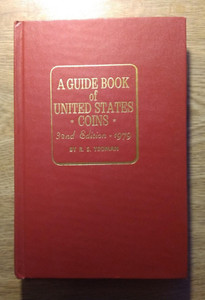 A GUIDE BOOK
of
UNITED STATES
• COINS •
32nd Edition - 1979
BY R. S. YEOMAN